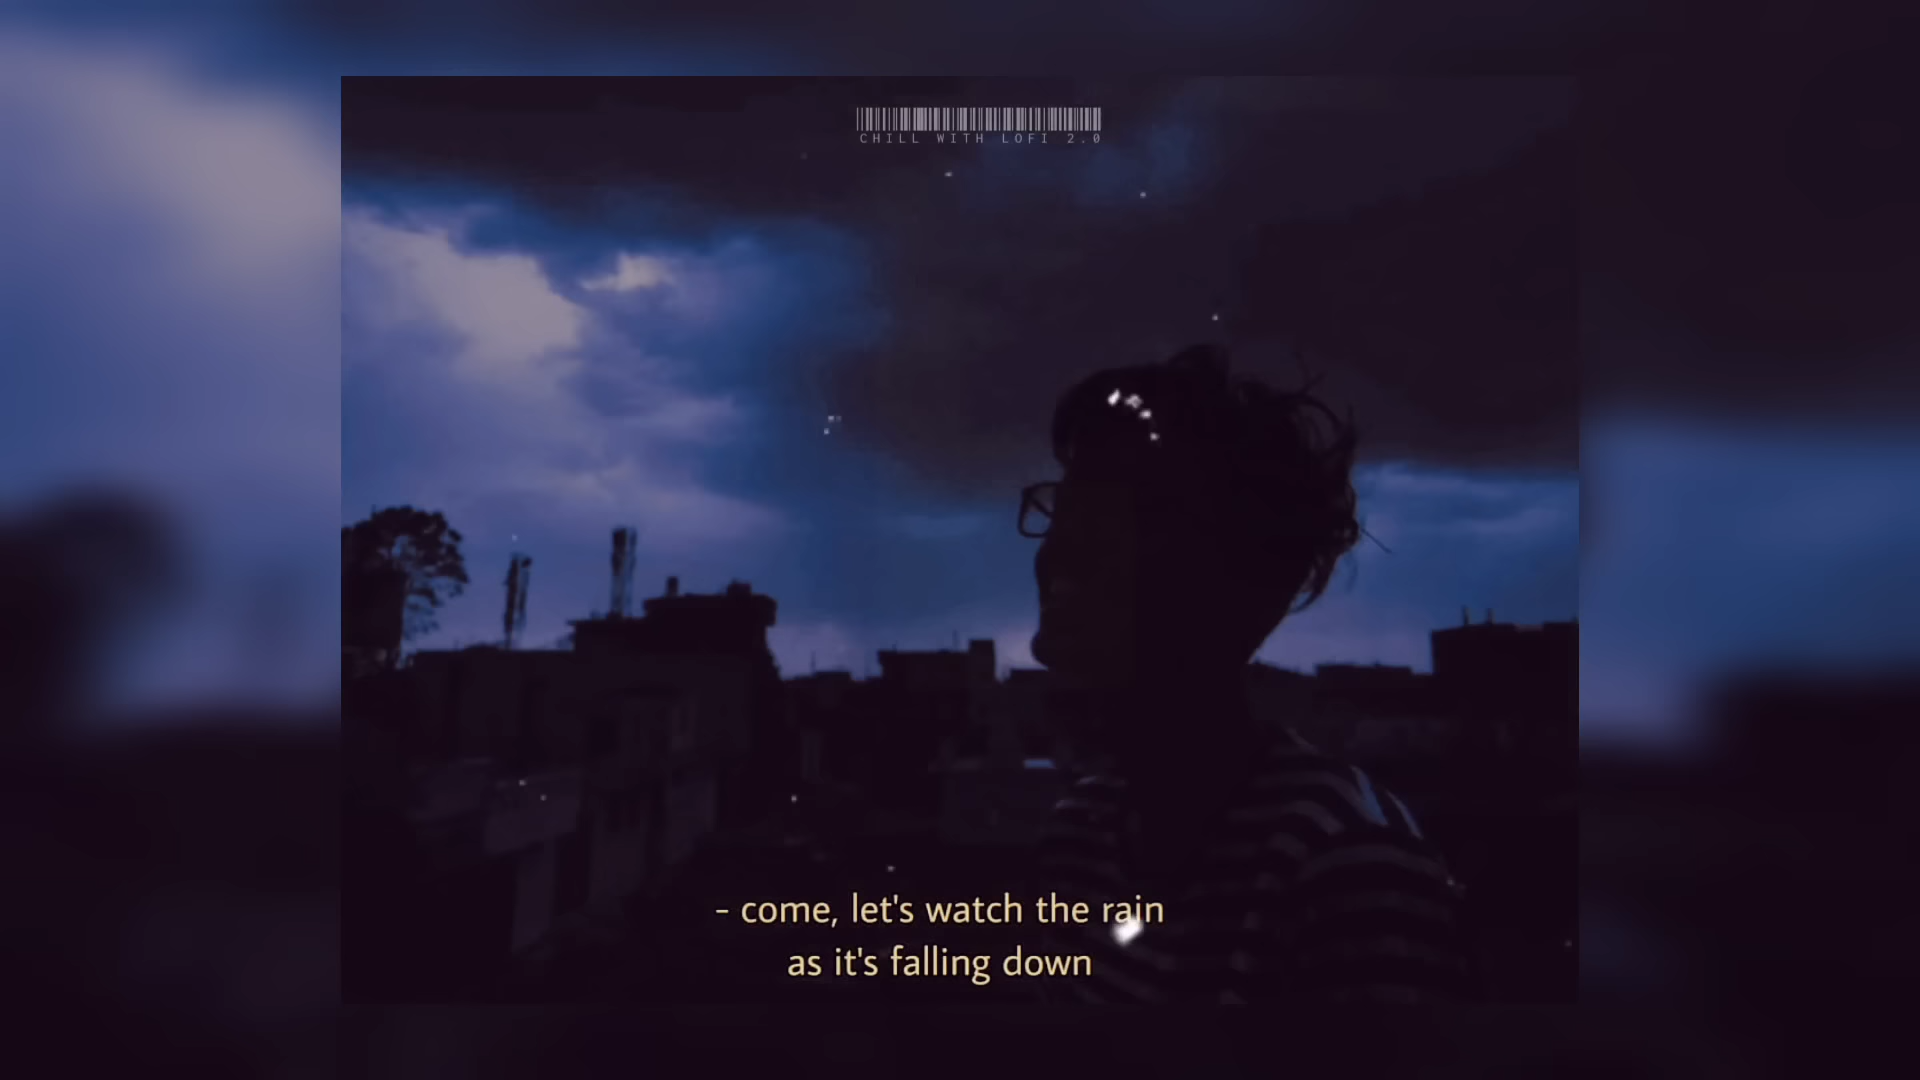 CHILL WITH LOFI 2.0
- come, let's watch the rain
as it's falling down